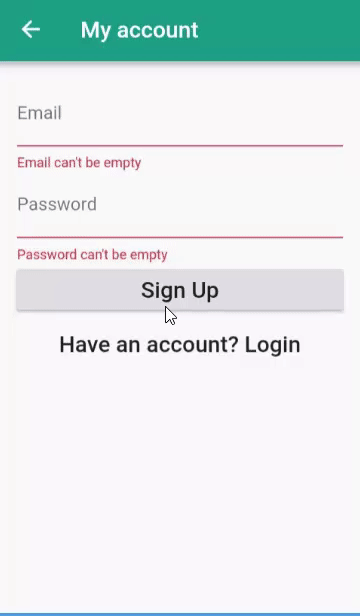 My account
Email
Email can't be empty
Password
Password can't be empty
Sign Up
Have an account? Login